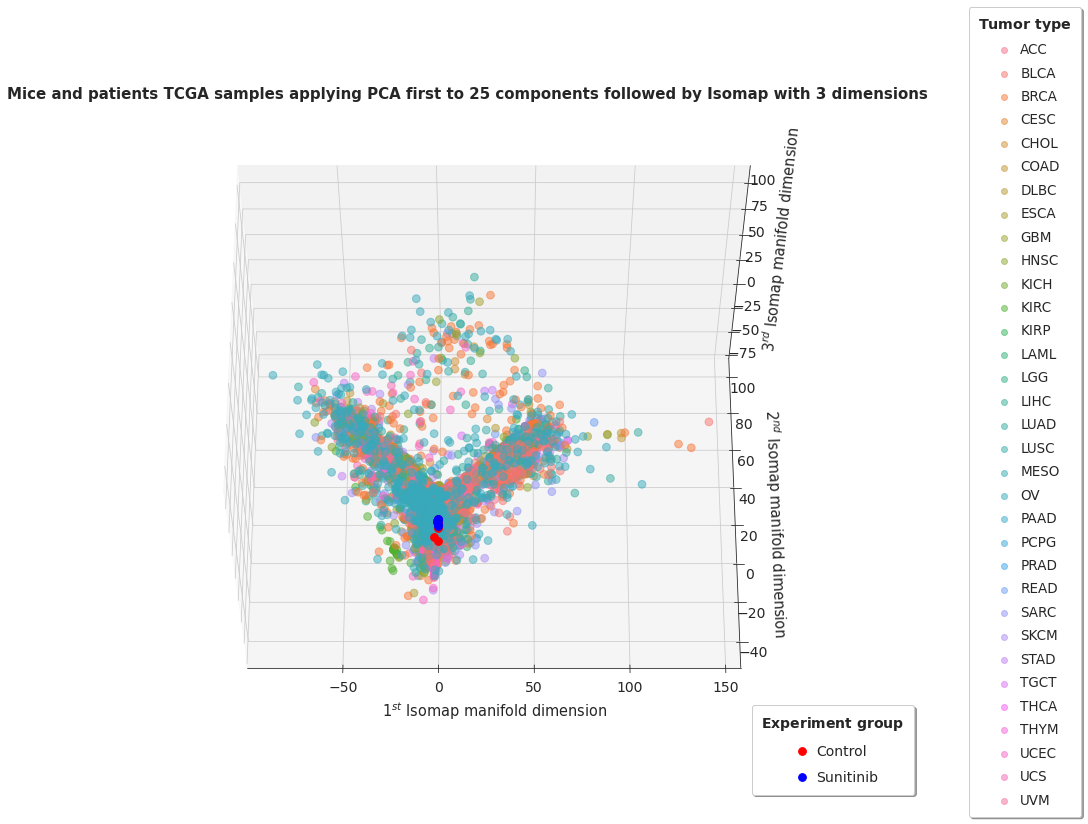 Mice and patients TCGA samples applying PCA first to 25 components followed by Isomap with 3 dimensions
3rd Isomap manifold dimension
100
75
50
25
0
−25
−50
−75
2nd Isomap manifold dimension
100
80
60
40
20
0
−20
−40
−50
0
50
100
150
1st Isomap manifold dimension
Tumor type
ACC
BLCA
BRCA
CESC
CHOL
COAD
DLBC
ESCA
GBM
HNSC
KICH
KIRC
KIRP
LAML
LGG
LIHC
LUAD
LUSC
MESO
OV
PAAD
PCPG
PRAD
READ
SARC
SKCM
STAD
TGCT
THCA
THYM
UCEC
UCS
UVM
Experiment group
Control
Sunitinib